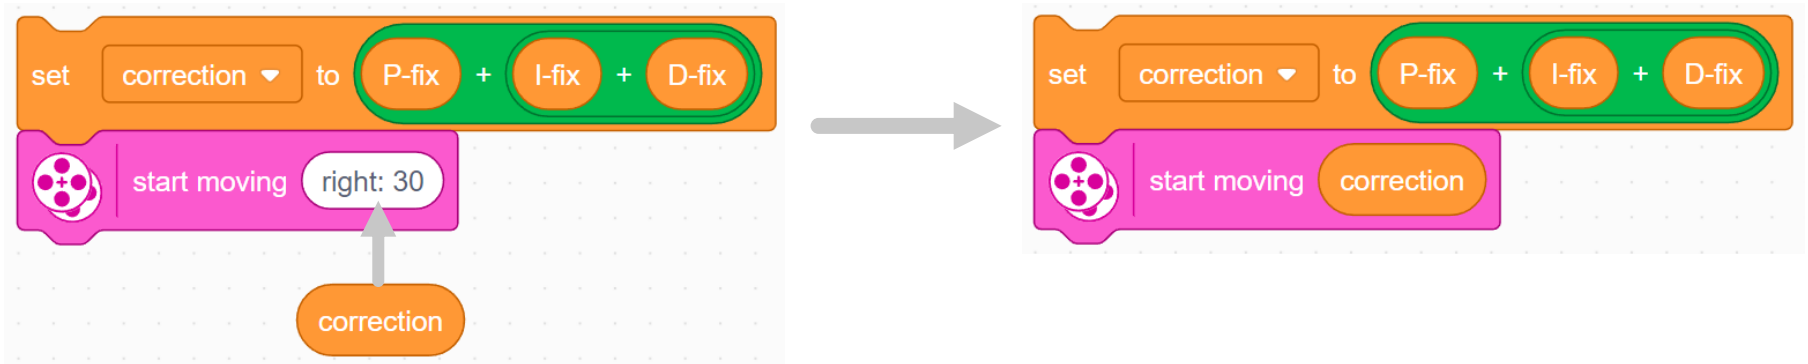 set correction to P-fix + I-fix + D-fix
start moving right: 30
correction
set correction to P-fix + I-fix + D-fix
start moving correction